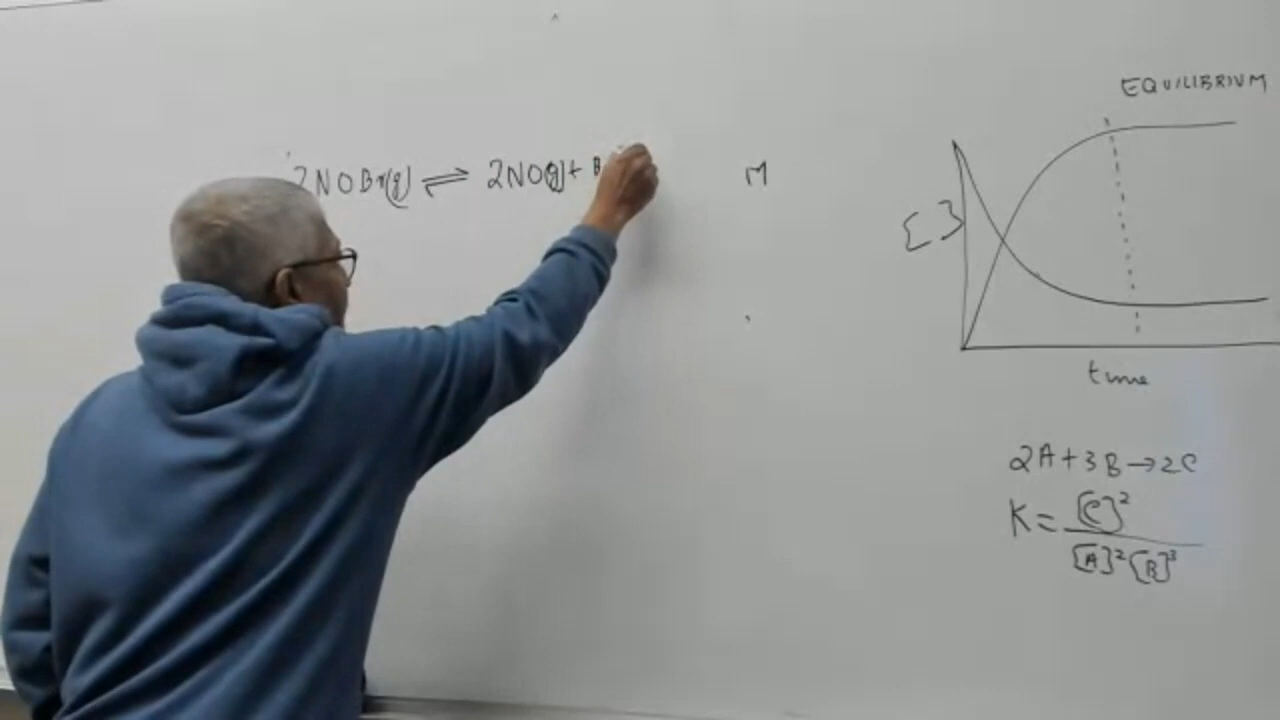 2NOBr(g) ⇌ 2NO(g) + B
M
EQUILIBRIUM
[ ]
time
2A+3B→2C
K = [C]²
[A]²[B]³